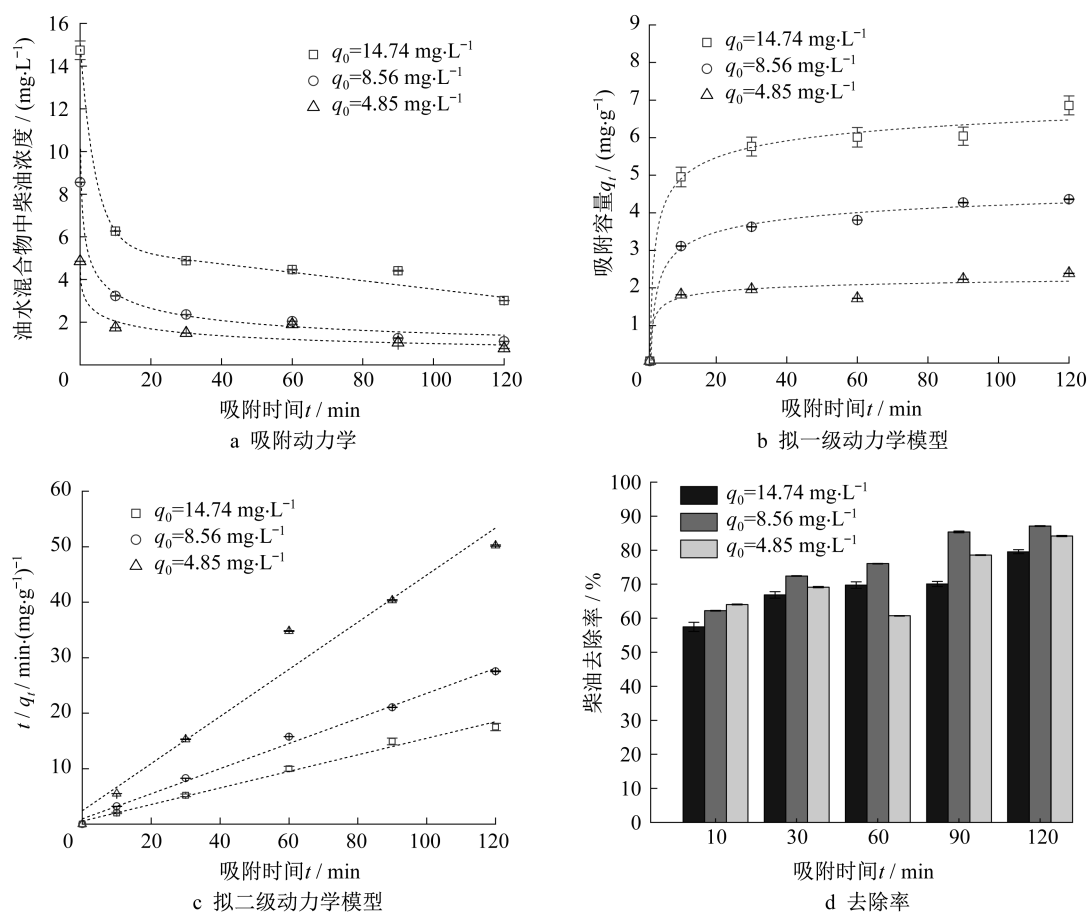 油水混合物中柴油浓度 / (mg·L⁻¹)
16
14
12
10
8
6
4
2
0
20
40
60
80
100
120
q₀=14.74 mg·L⁻¹
q₀=8.56 mg·L⁻¹
q₀=4.85 mg·L⁻¹
吸附时间t / min
a 吸附动力学
吸附容量qₜ / (mg·g⁻¹)
9
8
7
6
5
4
3
2
1
0
20
40
60
80
100
120
q₀=14.74 mg·L⁻¹
q₀=8.56 mg·L⁻¹
q₀=4.85 mg·L⁻¹
吸附时间t / min
b 拟一级动力学模型
t / qₜ / min·(mg·g⁻¹)⁻¹
60
50
40
30
20
10
0
20
40
60
80
100
120
q₀=14.74 mg·L⁻¹
q₀=8.56 mg·L⁻¹
q₀=4.85 mg·L⁻¹
吸附时间t / min
c 拟二级动力学模型
柴油去除率 / %
100
90
80
70
60
50
40
30
20
10
0
10
30
60
90
120
q₀=14.74 mg·L⁻¹
q₀=8.56 mg·L⁻¹
q₀=4.85 mg·L⁻¹
吸附时间t / min
d 去除率